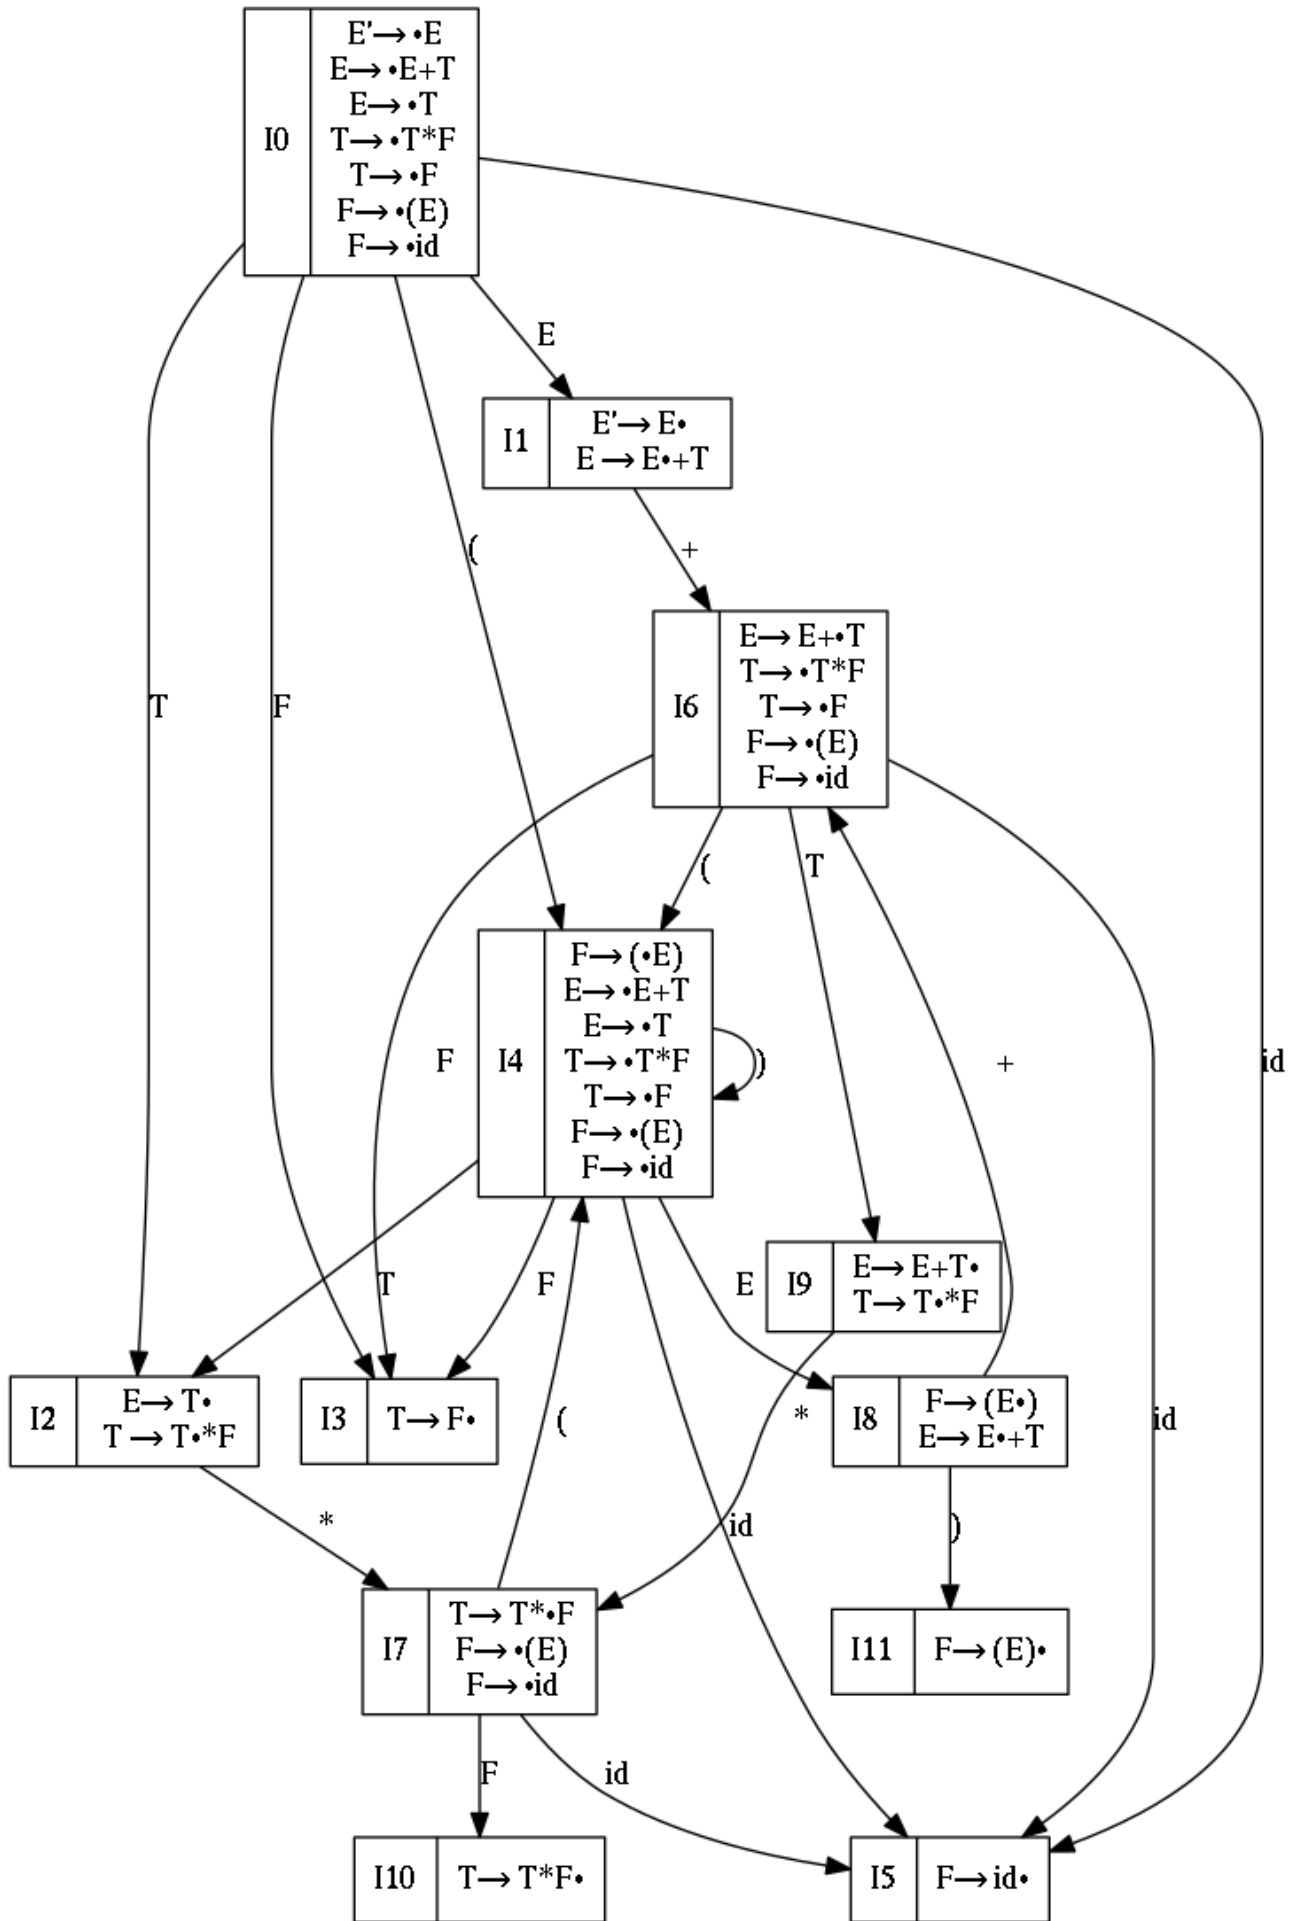 I0
E'→•E
E→•E+T
E→•T
T→•T*F
T→•F
F→•(E)
F→•id
E
I1
E'→E•
E→E•+T
(
+
T
F
I6
E→E+•T
T→•T*F
T→•F
F→•(E)
F→•id
(
T
I4
F→(•E)
E→•E+T
E→•T
T→•T*F
T→•F
F→•(E)
F→•id
F
)
+
id
T
F
E
I9
E→E+T•
T→T•*F
I2
E→T•
T→T•*F
I3
T→F•
(
*
I8
F→(E•)
E→E•+T
id
*
id
)
I7
T→T*•F
F→•(E)
F→•id
I11
F→(E)•
F
id
I10
T→T*F•
I5
F→id•